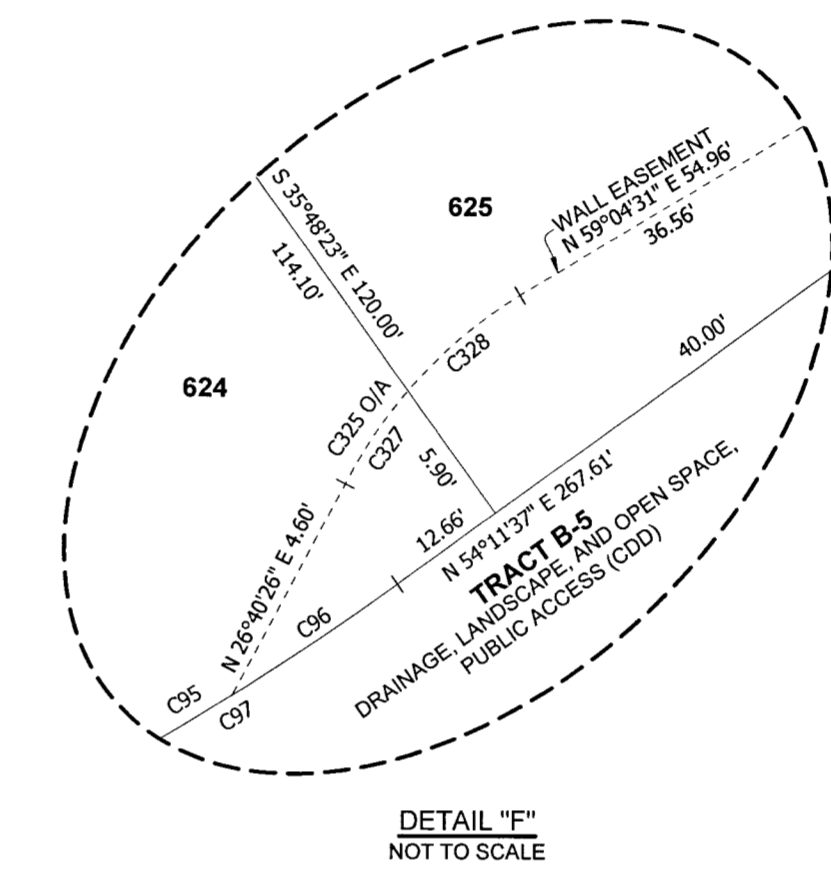 S 35°48'23" E 120.00'
114.10'
625
WALL EASEMENT
N 59°04'31" E 54.96'
36.56'
624
C328
40.00'
C325 O/A
C327
5.90'
12.66'
N 54°11'37" E 267.61'
TRACT B-5
DRAINAGE, LANDSCAPE, AND OPEN SPACE,
PUBLIC ACCESS (CDD)
N 26°40'26" E 4.60'
C96
C95
C97
DETAIL "F"
NOT TO SCALE